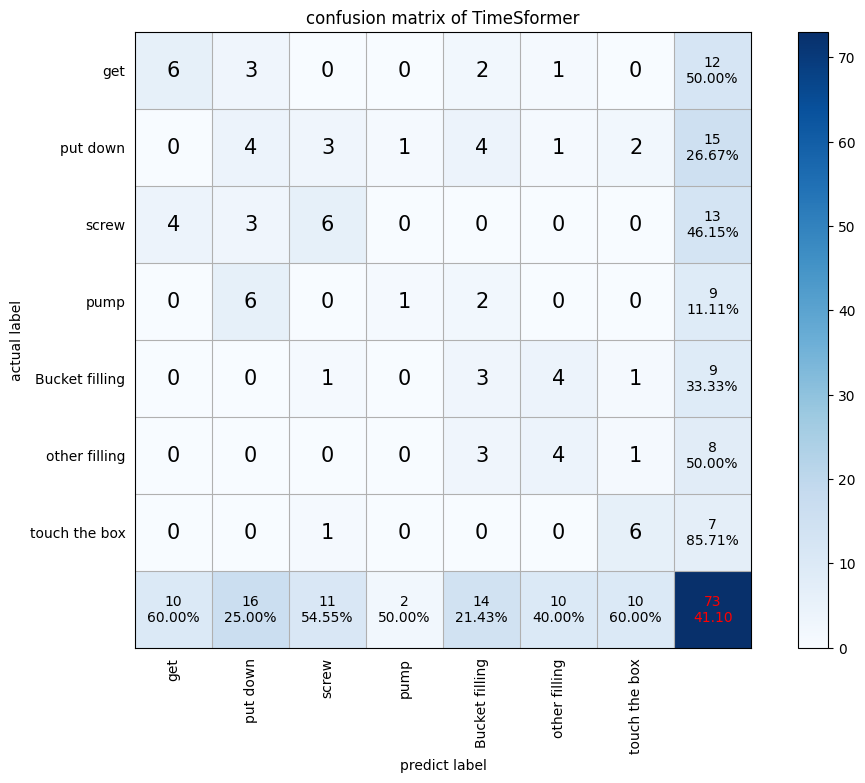 confusion matrix of TimeSformer
get 6 3 0 0 2 1 0 12
50.00%
put down 0 4 3 1 4 1 2 15
26.67%
screw 4 3 6 0 0 0 0 13
46.15%
pump 0 6 0 1 2 0 0 9
11.11%
Bucket filling 0 0 1 0 3 4 1 9
33.33%
other filling 0 0 0 0 3 4 1 8
50.00%
touch the box 0 0 1 0 0 0 6 7
85.71%
10 16 11 2 14 10 10 73
60.00% 25.00% 54.55% 50.00% 21.43% 40.00% 60.00% 41.10
get put down screw pump Bucket filling other filling touch the box
predict label
actual label
70
60
50
40
30
20
10
0